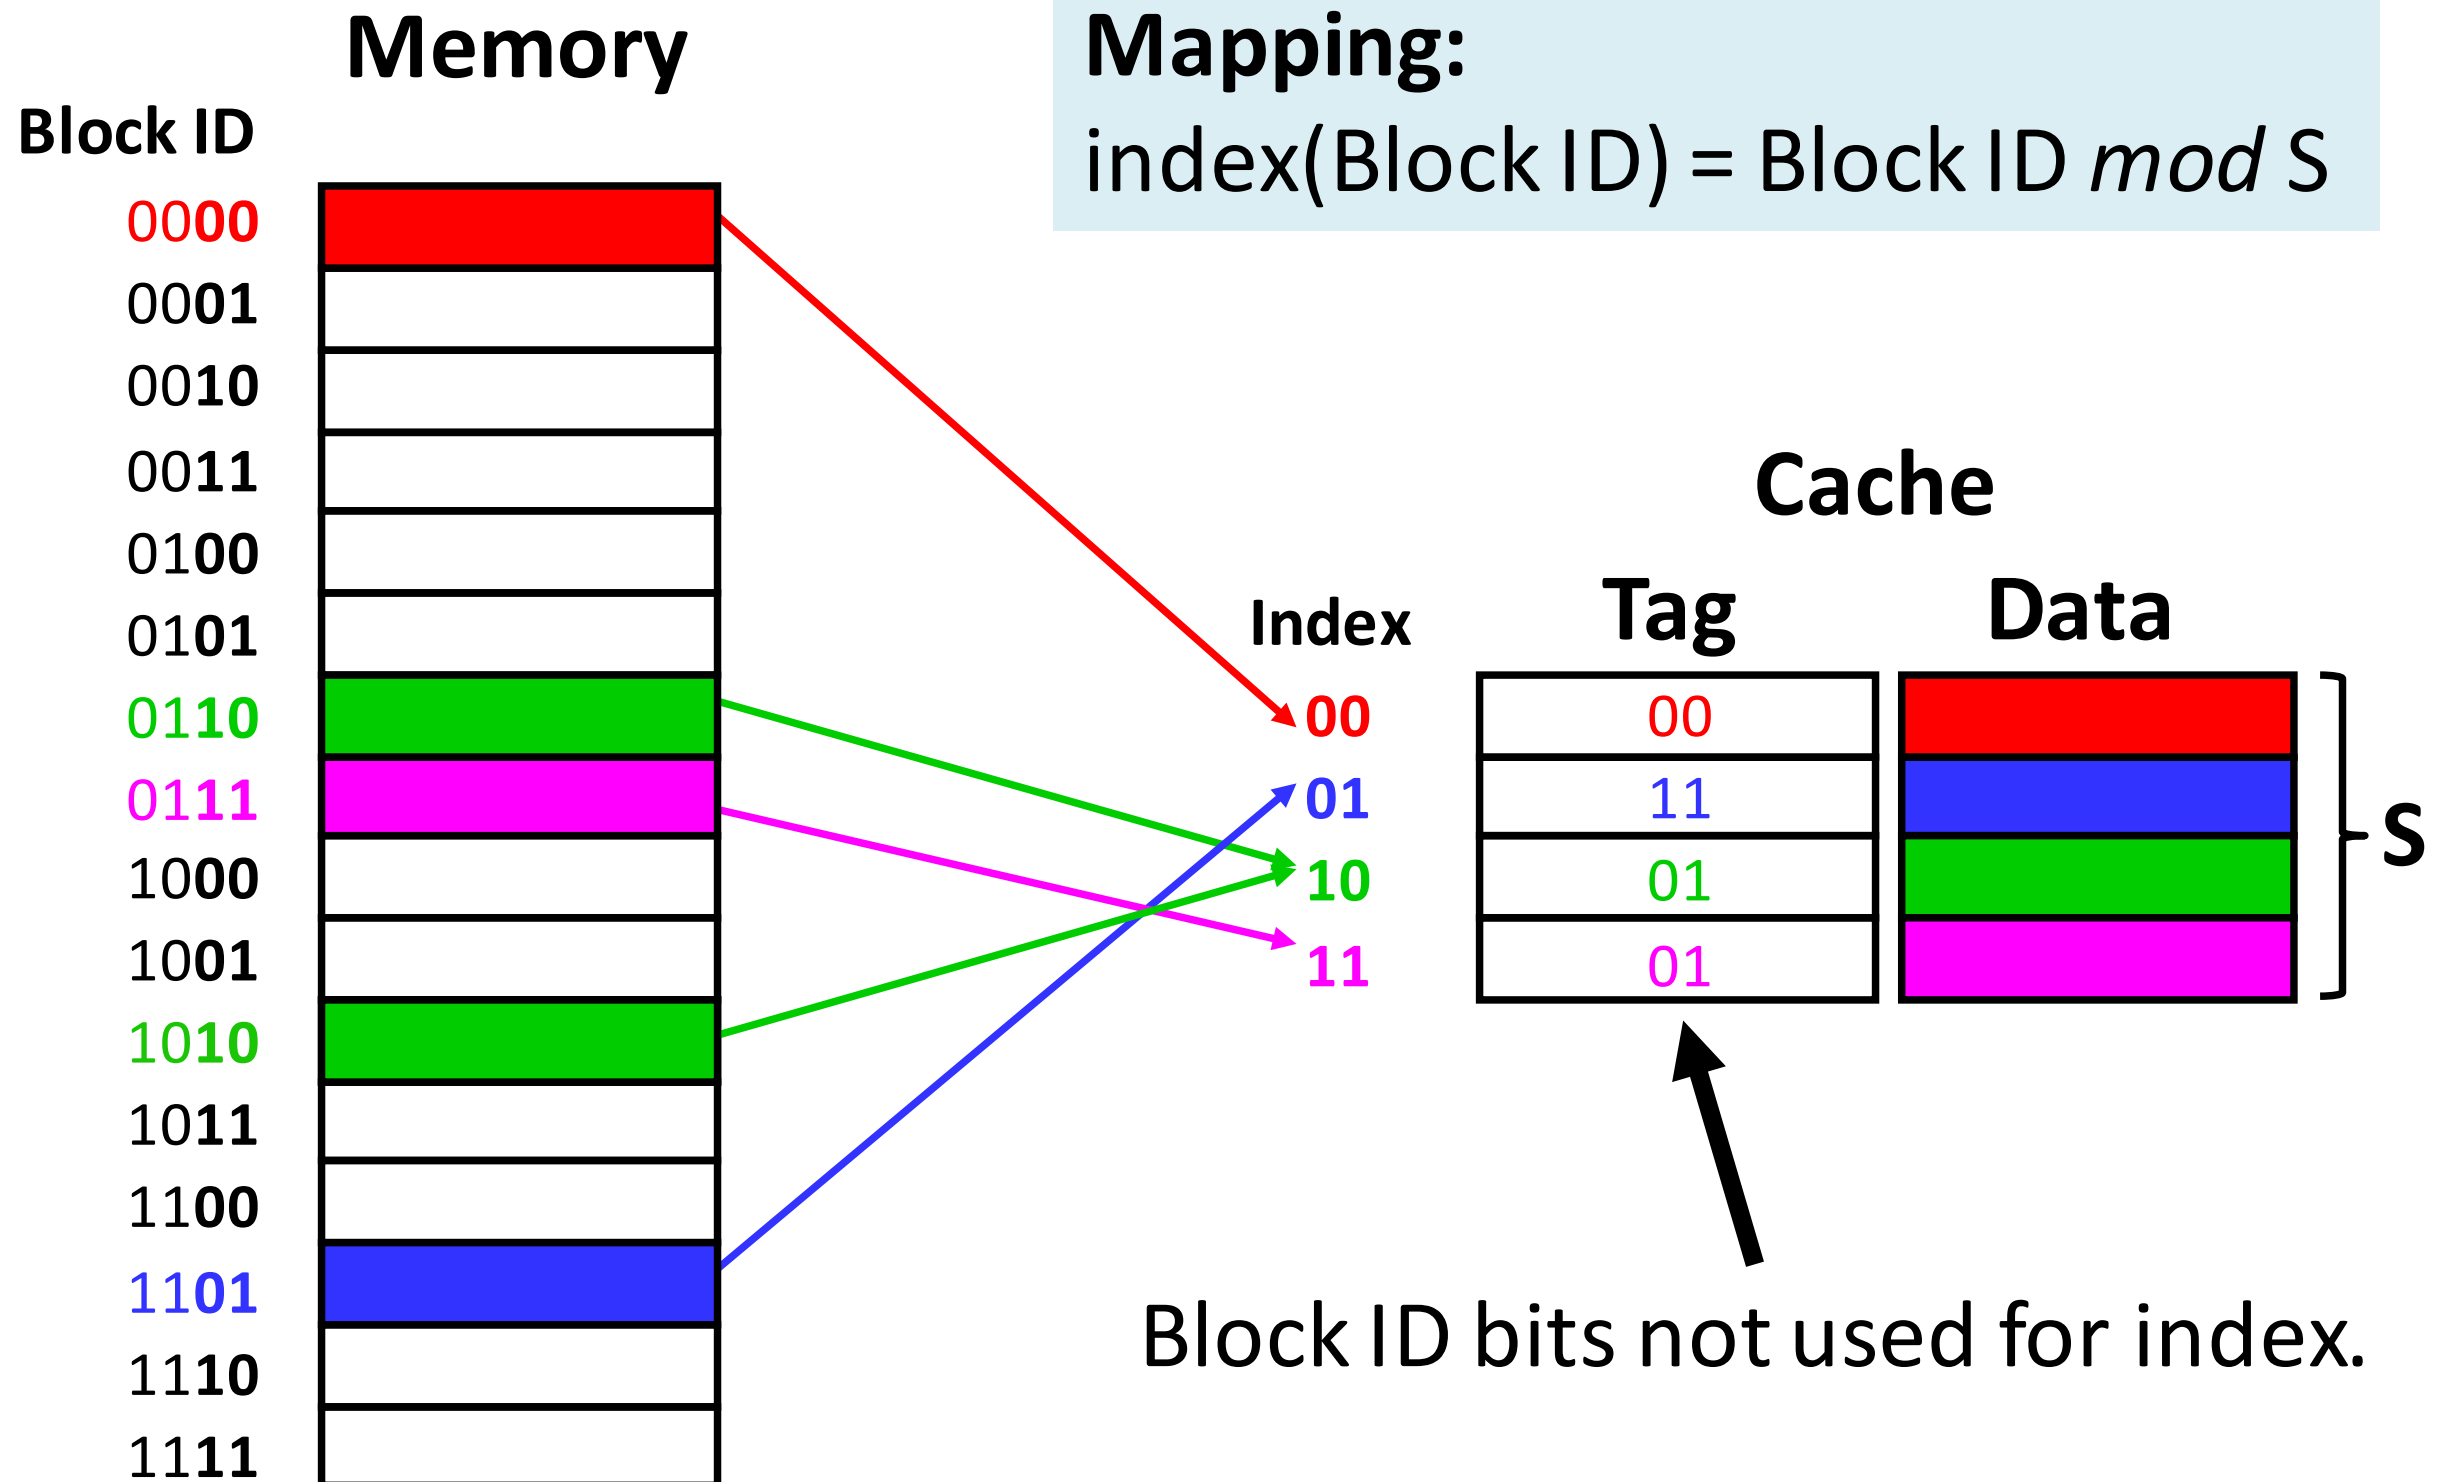 Memory
Mapping:
index(Block ID) = Block ID mod S
Block ID
0000
0001
0010
0011
0100
0101
0110
0111
1000
1001
1010
1011
1100
1101
1110
1111
Cache
Index
Tag
Data
00
00
01
11
10
01
11
01
S
Block ID bits not used for index.